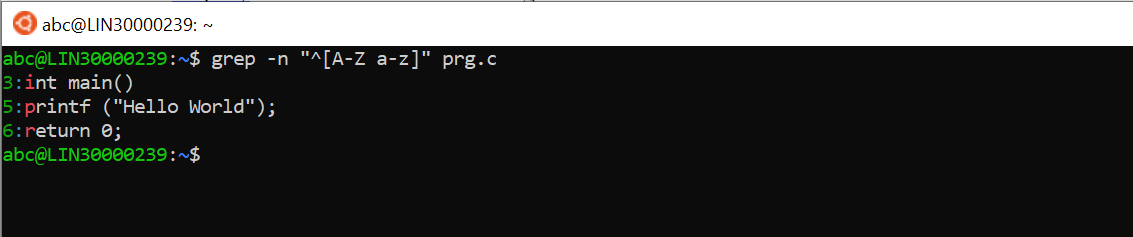 abc@LIN30000239: ~
abc@LIN30000239:~$ grep -n "^[A-Z a-z]" prg.c
3:int main()
5:printf ("Hello World");
6:return 0;
abc@LIN30000239:~$